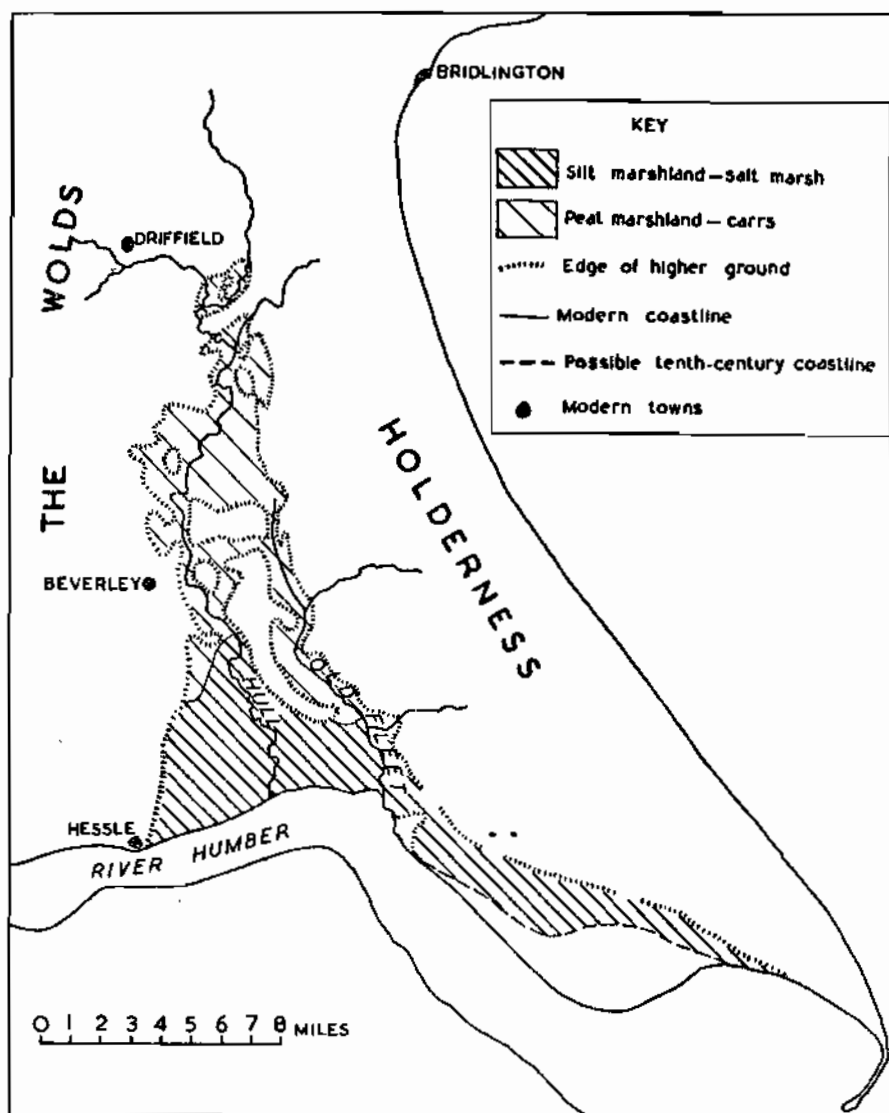 BRIDLINGTON
KEY
Silt marshland—salt marsh
Peat marshland—carrs
Edge of higher ground
Modern coastline
Possible tenth-century coastline
Modern towns
THE WOLDS
DRIFFIELD
HOLDERNESS
BEVERLEY
HULL
OLD FLEET
HESSLE
RIVER HUMBER
0 1 2 3 4 5 6 7 8 MILES